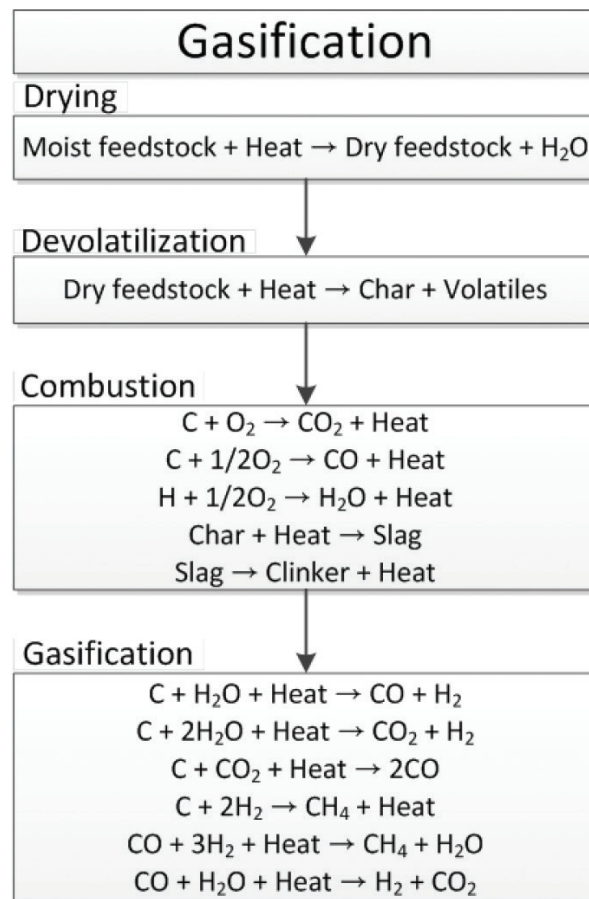 Gasification
Drying
Moist feedstock + Heat → Dry feedstock + H₂O
Devolatilization
Dry feedstock + Heat → Char + Volatiles
Combustion
C + O₂ → CO₂ + Heat
C + 1/2O₂ → CO + Heat
H + 1/2O₂ → H₂O + Heat
Char + Heat → Slag
Slag → Clinker + Heat
Gasification
C + H₂O + Heat → CO + H₂
C + 2H₂O + Heat → CO₂ + H₂
C + CO₂ + Heat → 2CO
C + 2H₂ → CH₄ + Heat
CO + 3H₂ + Heat → CH₄ + H₂O
CO + H₂O + Heat → H₂ + CO₂